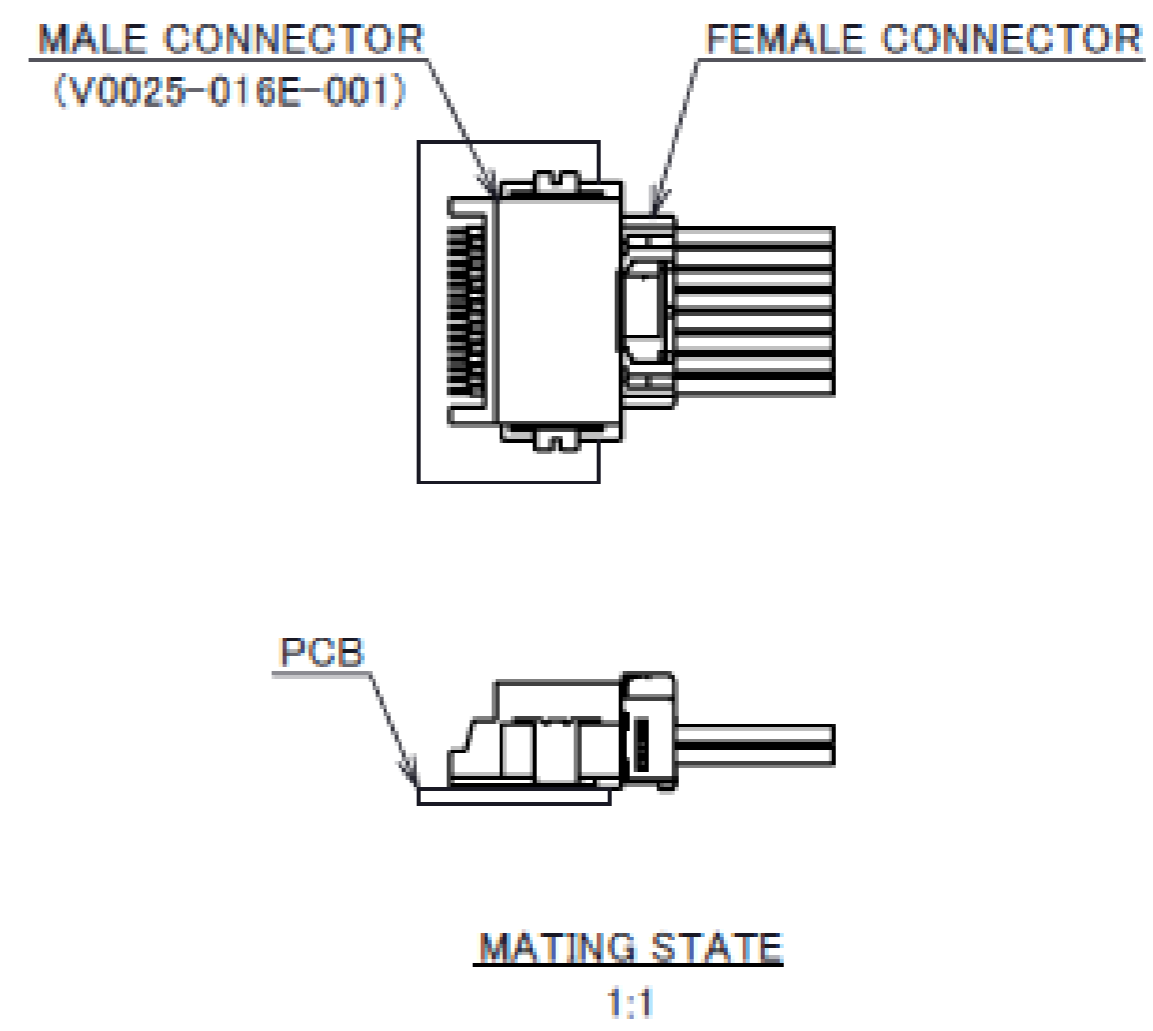 MALE CONNECTOR
(V0025-016E-001)
FEMALE CONNECTOR
PCB
MATING STATE
1:1